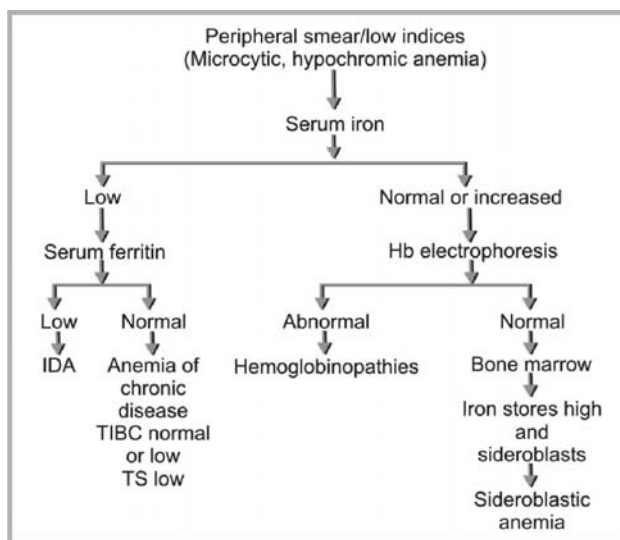 Peripheral smear/low indices
(Microcytic, hypochromic anemia)
Serum iron
Low
Normal or increased
Serum ferritin
Hb electrophoresis
Low
Normal
Abnormal
Normal
IDA
Anemia of
chronic
disease
TIBC normal
or low
TS low
Hemoglobinopathies
Bone marrow
Iron stores high
and
sideroblasts
Sideroblastic
anemia